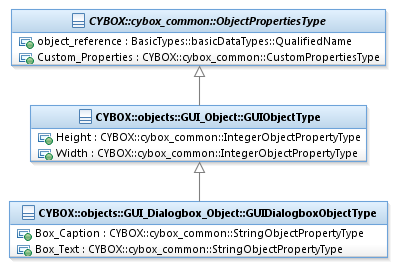 CYBOX::cybox_common::ObjectPropertiesType
object_reference : BasicTypes::basicDataTypes::QualifiedName
Custom_Properties : CYBOX::cybox_common::CustomPropertiesType
CYBOX::objects::GUI_Object::GUIObjectType
Height : CYBOX::cybox_common::IntegerObjectPropertyType
Width : CYBOX::cybox_common::IntegerObjectPropertyType
CYBOX::objects::GUI_Dialogbox_Object::GUIDialogboxObjectType
Box_Caption : CYBOX::cybox_common::StringObjectPropertyType
Box_Text : CYBOX::cybox_common::StringObjectPropertyType